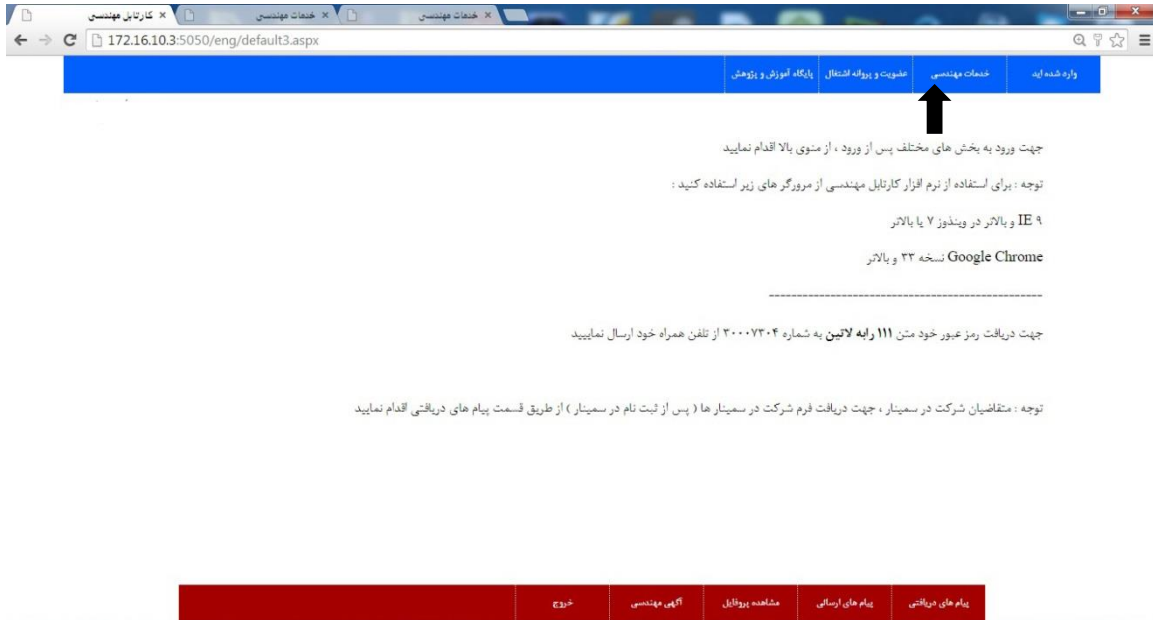 کارتابل مهندسی
خدمات مهندسی
خدمات مهندسی
172.16.10.3:5050/eng/default3.aspx
وارد شده اید خدمات مهندسی عضویت و پروانه اشتغال پایگاه آموزش و پژوهش
جهت ورود به بخش های مختلف پس از ورود ، از منوی بالا اقدام نمایید
توجه : برای استفاده از نرم افزار کارتابل مهندسی از مرورگر های زیر استفاده کنید :
IE ۹ و بالاتر در ویندوز ۷ یا بالاتر
Google Chrome نسخه ۳۳ و بالاتر
------------------------------------------------
جهت دریافت رمز عبور خود متن ۱۱۱ رابه لاتین به شماره ۳۰۰۰۷۳۰۴ از تلفن همراه خود ارسال نماییید
توجه : متقاضیان شرکت در سمینار ، جهت دریافت فرم شرکت در سمینار ها ( پس از ثبت نام در سمینار ) از طریق قسمت پیام های دریافتی اقدام نمایید
پیام های دریافتی پیام های ارسالی مشاهده پروفایل آگهی مهندسی خروج